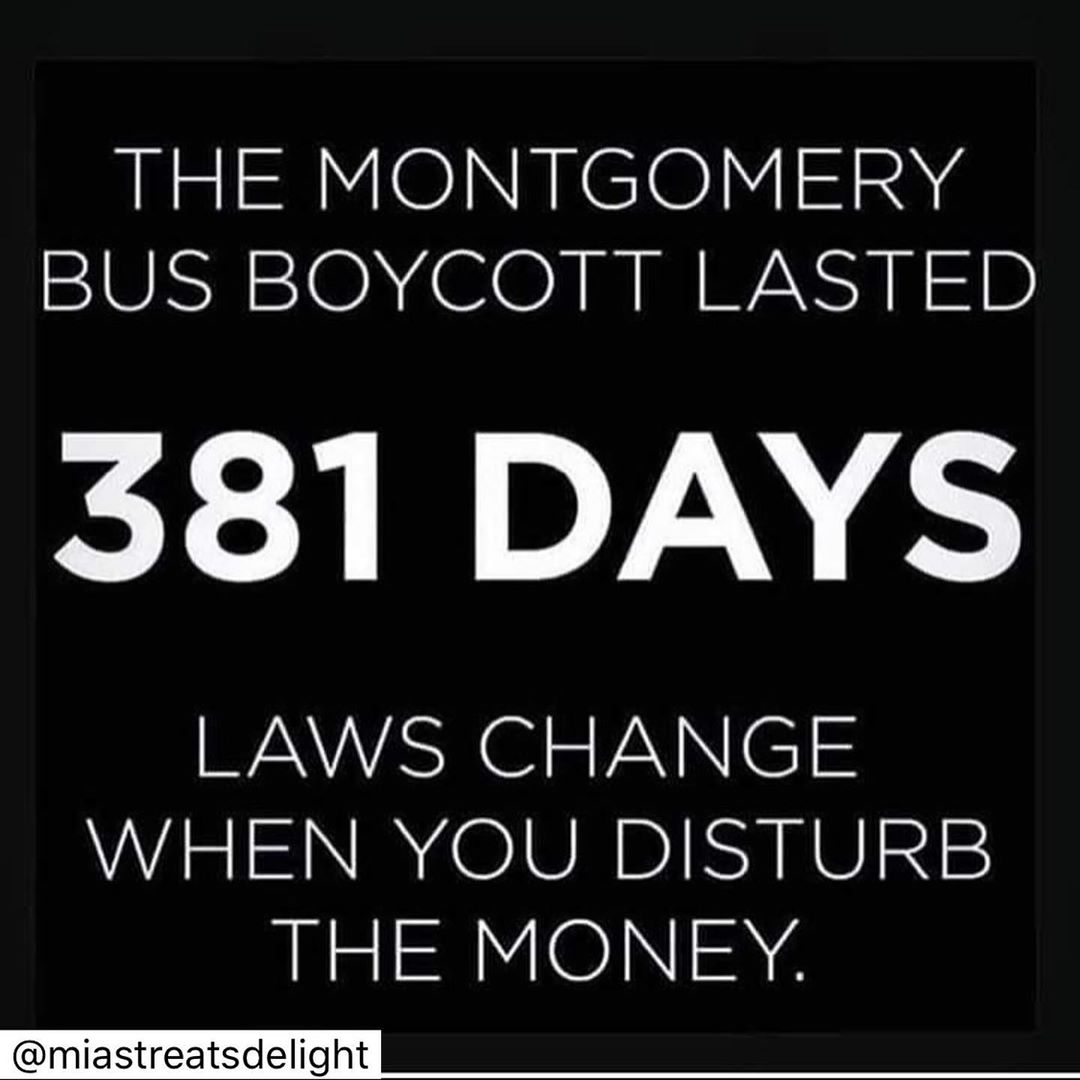 THE MONTGOMERY
BUS BOYCOTT LASTED
381 DAYS
LAWS CHANGE
WHEN YOU DISTURB
THE MONEY.
@miastreatsdelight